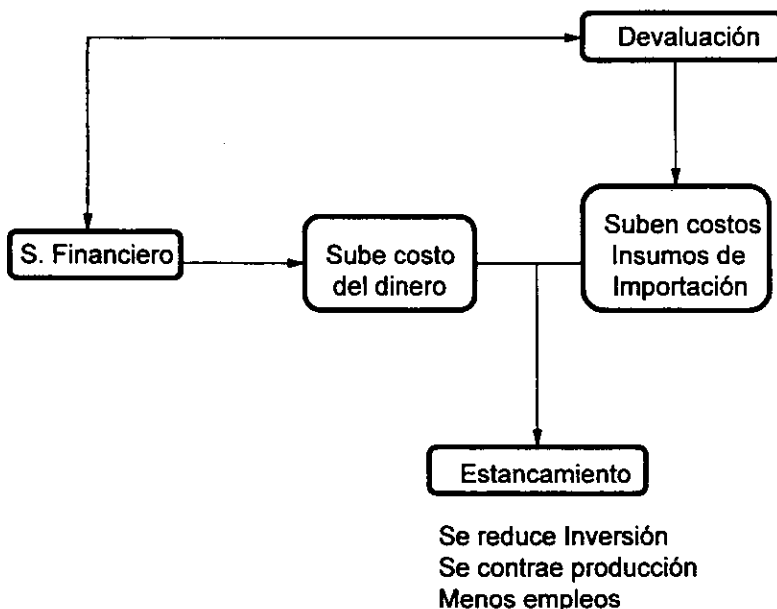 Devaluación
S. Financiero
Sube costo
del dinero
Suben costos
Insumos de
Importación
Estancamiento
Se reduce Inversión
Se contrae producción
Menos empleos